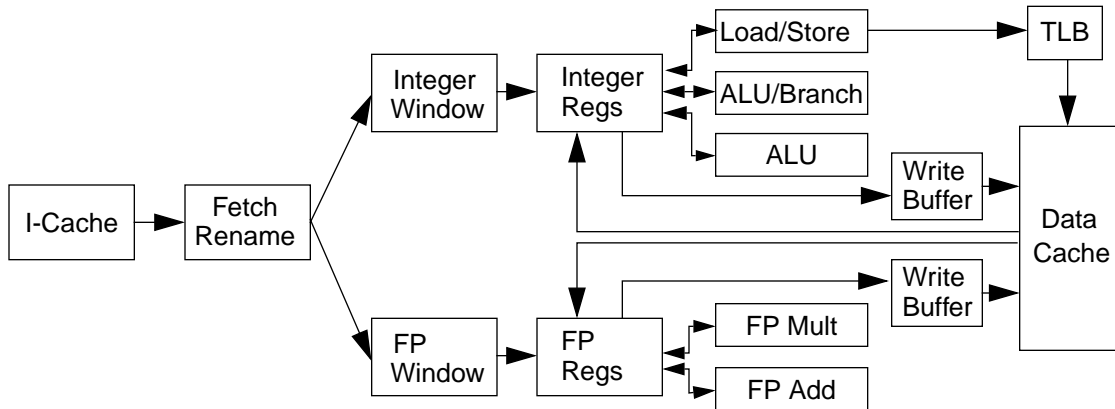 Load/Store
TLB
Integer
Window
Integer
Regs
ALU/Branch
ALU
I-Cache
Fetch
Rename
Write
Buffer
Data
Cache
Write
Buffer
FP
Window
FP
Regs
FP Mult
FP Add